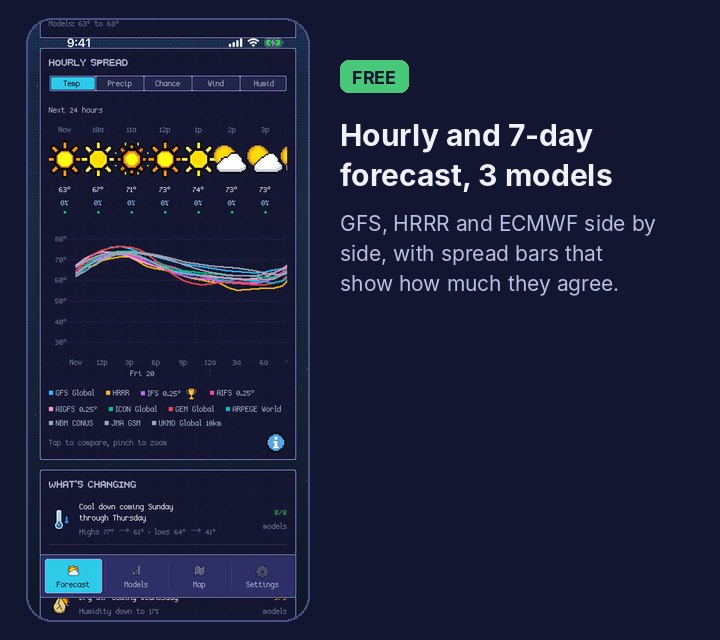 Models: 63° to 68°
9:41
HOURLY SPREAD
Temp Precip Chance Wind Humid
Next 24 hours
Now 10a 11a 12p 1p 2p 3p
63° 67° 71° 73° 74° 73° 73°
0% 0% 0% 0% 0% 0% 0%
80°
70°
60°
50°
40°
30°
Now 12p 3p 6p 9p 12a 3a 6a
Fri 20
GFS Global HRRR IFS 0.25° AIFS 0.25°
AIGFS 0.25° ICON Global GEM Global ARPEGE World
NBM CONUS JMA GSM UKMO Global 10km
Tap to compare, pinch to zoom
WHAT'S CHANGING
Cool down coming Sunday
through Thursday
8/8
models
Highs 77° → 61° • lows 64° → 41°
Forecast Models Map Settings
Humidity down to 17%
models
FREE
Hourly and 7-day
forecast, 3 models
GFS, HRRR and ECMWF side by
side, with spread bars that
show how much they agree.